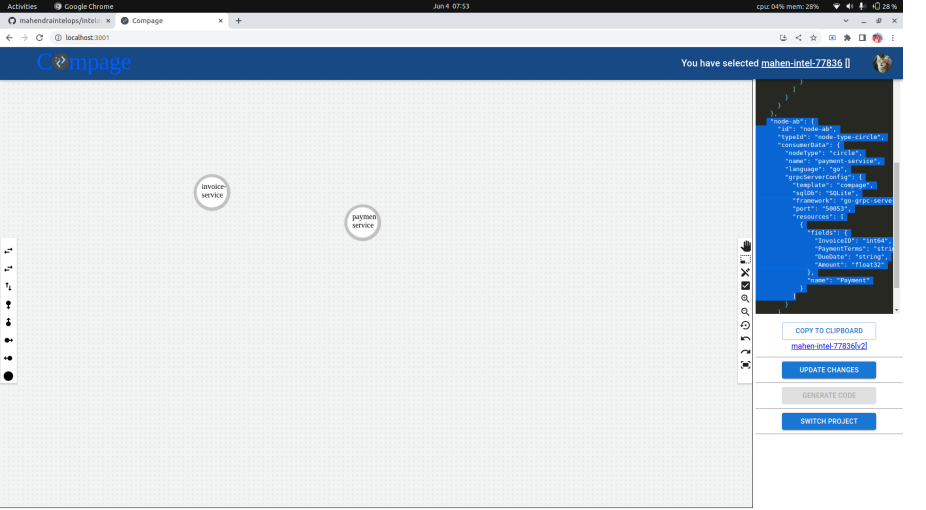 Activities
Google Chrome
Jun 4 07:53
cpu: 04% mem: 28%
28 %
mahendraintelops/intelo
Compage
localhost:3001
Compage
You have selected mahen-intel-77836 []
invoice-
service
paymen
service
}
]
}
}
},
"node-ab": {
"id": "node-ab",
"typeId": "node-type-circle",
"consumerData": {
"nodeType": "circle",
"name": "payment-service",
"language": "go",
"grpcServerConfig": {
"template": "compage",
"sqlDb": "SQLite",
"framework": "go-grpc-serve
"port": "50053",
"resources": [
{
"fields": {
"InvoiceID": "int64",
"PaymentTerms": "stri
"DueDate": "string",
"Amount": "float32"
},
"name": "Payment"
}
]
}
}
COPY TO CLIPBOARD
mahen-intel-77836[v2]
UPDATE CHANGES
GENERATE CODE
SWITCH PROJECT